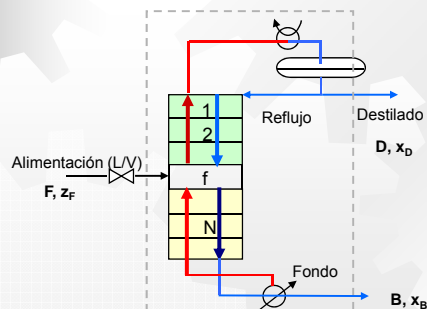 1
2
Reflujo
Destilado
D, x_D
Alimentación (L/V)
F, z_F
f
N
Fondo
B, x_B